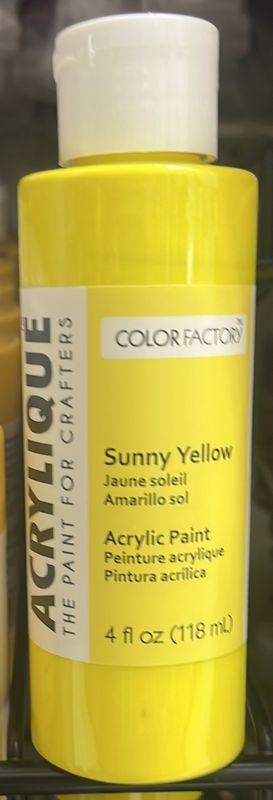 ACRYLIQUE
THE PAINT FOR CRAFTERS
COLOR FACTORY™
Sunny Yellow
Jaune soleil
Amarillo sol
Acrylic Paint
Peinture acrylique
Pintura acrílica
4 fl oz (118 mL)